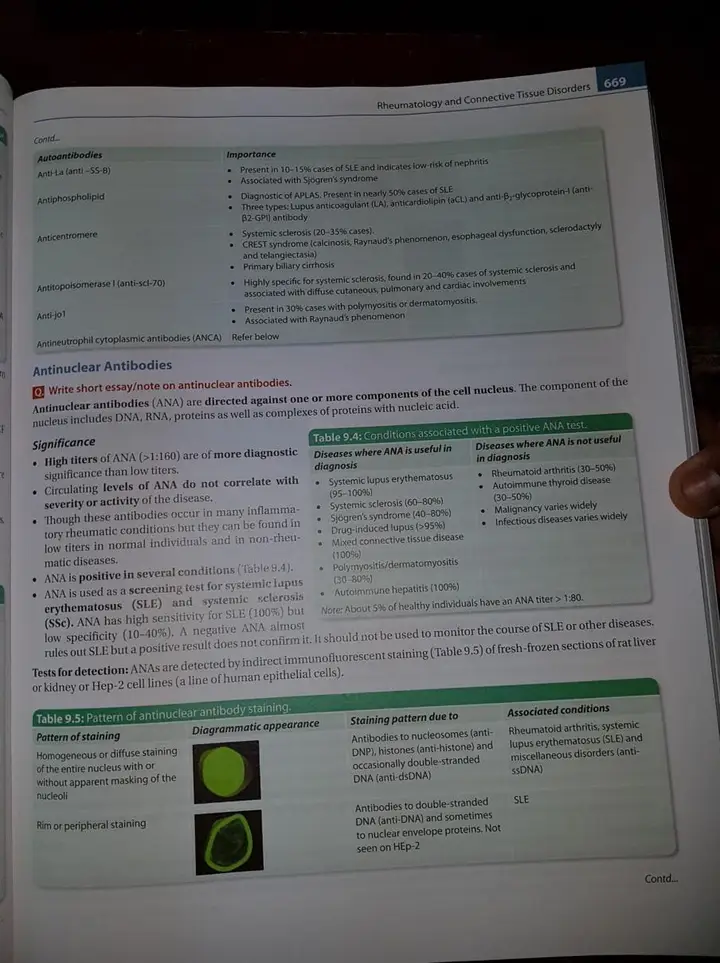 Rheumatology and Connective Tissue Disorders 669
Contd...
Autoantibodies Importance
Anti-La (anti –SS-B) • Present in 10–15% cases of SLE and indicates low-risk of nephritis
• Associated with Sjögren's syndrome
Antiphospholipid • Diagnostic of APLAS. Present in nearly 50% cases of SLE
• Three types: Lupus anticoagulant (LA), anticardiolipin (aCL) and anti-β₂-glycoprotein-I (anti-
β2-GPI) antibody
Anticentromere • Systemic sclerosis (20–35% cases).
• CREST syndrome (calcinosis, Raynaud's phenomenon, esophageal dysfunction, sclerodactyly
and telangiectasia)
• Primary biliary cirrhosis
Antitopoisomerase I (anti-scl-70) • Highly specific for systemic sclerosis, found in 20–40% cases of systemic sclerosis and
associated with diffuse cutaneous, pulmonary and cardiac involvements
Anti-jo1 • Present in 30% cases with polymyositis or dermatomyositis.
• Associated with Raynaud's phenomenon
Antineutrophil cytoplasmic antibodies (ANCA) Refer below
Antinuclear Antibodies
Q Write short essay/note on antinuclear antibodies.
Antinuclear antibodies (ANA) are directed against one or more components of the cell nucleus. The component of the
nucleus includes DNA, RNA, proteins as well as complexes of proteins with nucleic acid.
Significance
• High titers of ANA (>1:160) are of more diagnostic
significance than low titers.
• Circulating levels of ANA do not correlate with
severity or activity of the disease.
• Though these antibodies occur in many inflamma-
tory rheumatic conditions but they can be found in
low titers in normal individuals and in non-rheu-
matic diseases.
• ANA is positive in several conditions (Table 9.4).
• ANA is used as a screening test for systemic lupus
erythematosus (SLE) and systemic sclerosis
(SSc). ANA has high sensitivity for SLE (100%) but
low specificity (10–40%). A negative ANA almost
rules out SLE but a positive result does not confirm it. It should not be used to monitor the course of SLE or other diseases.
Table 9.4: Conditions associated with a positive ANA test.
Diseases where ANA is useful in
diagnosis
• Systemic lupus erythematosus
(95–100%)
• Systemic sclerosis (60–80%)
• Sjögren's syndrome (40–80%)
• Drug-induced lupus (>95%)
• Mixed connective tissue disease
(100%)
• Polymyositis/dermatomyositis
(30–80%)
• Autoimmune hepatitis (100%)
Diseases where ANA is not useful
in diagnosis
• Rheumatoid arthritis (30–50%)
• Autoimmune thyroid disease
(30–50%)
• Malignancy varies widely
• Infectious diseases varies widely
Note: About 5% of healthy individuals have an ANA titer > 1:80.
Tests for detection: ANAs are detected by indirect immunofluorescent staining (Table 9.5) of fresh-frozen sections of rat liver
or kidney or Hep-2 cell lines (a line of human epithelial cells).
Table 9.5: Pattern of antinuclear antibody staining.
Pattern of staining Diagrammatic appearance Staining pattern due to Associated conditions
Homogeneous or diffuse staining
of the entire nucleus with or
without apparent masking of the
nucleoli
Antibodies to nucleosomes (anti-
DNP), histones (anti-histone) and
occasionally double-stranded
DNA (anti-dsDNA)
Rheumatoid arthritis, systemic
lupus erythematosus (SLE) and
miscellaneous disorders (anti-
ssDNA)
Rim or peripheral staining
Antibodies to double-stranded
DNA (anti-DNA) and sometimes
to nuclear envelope proteins. Not
seen on HEp-2
SLE
Contd...